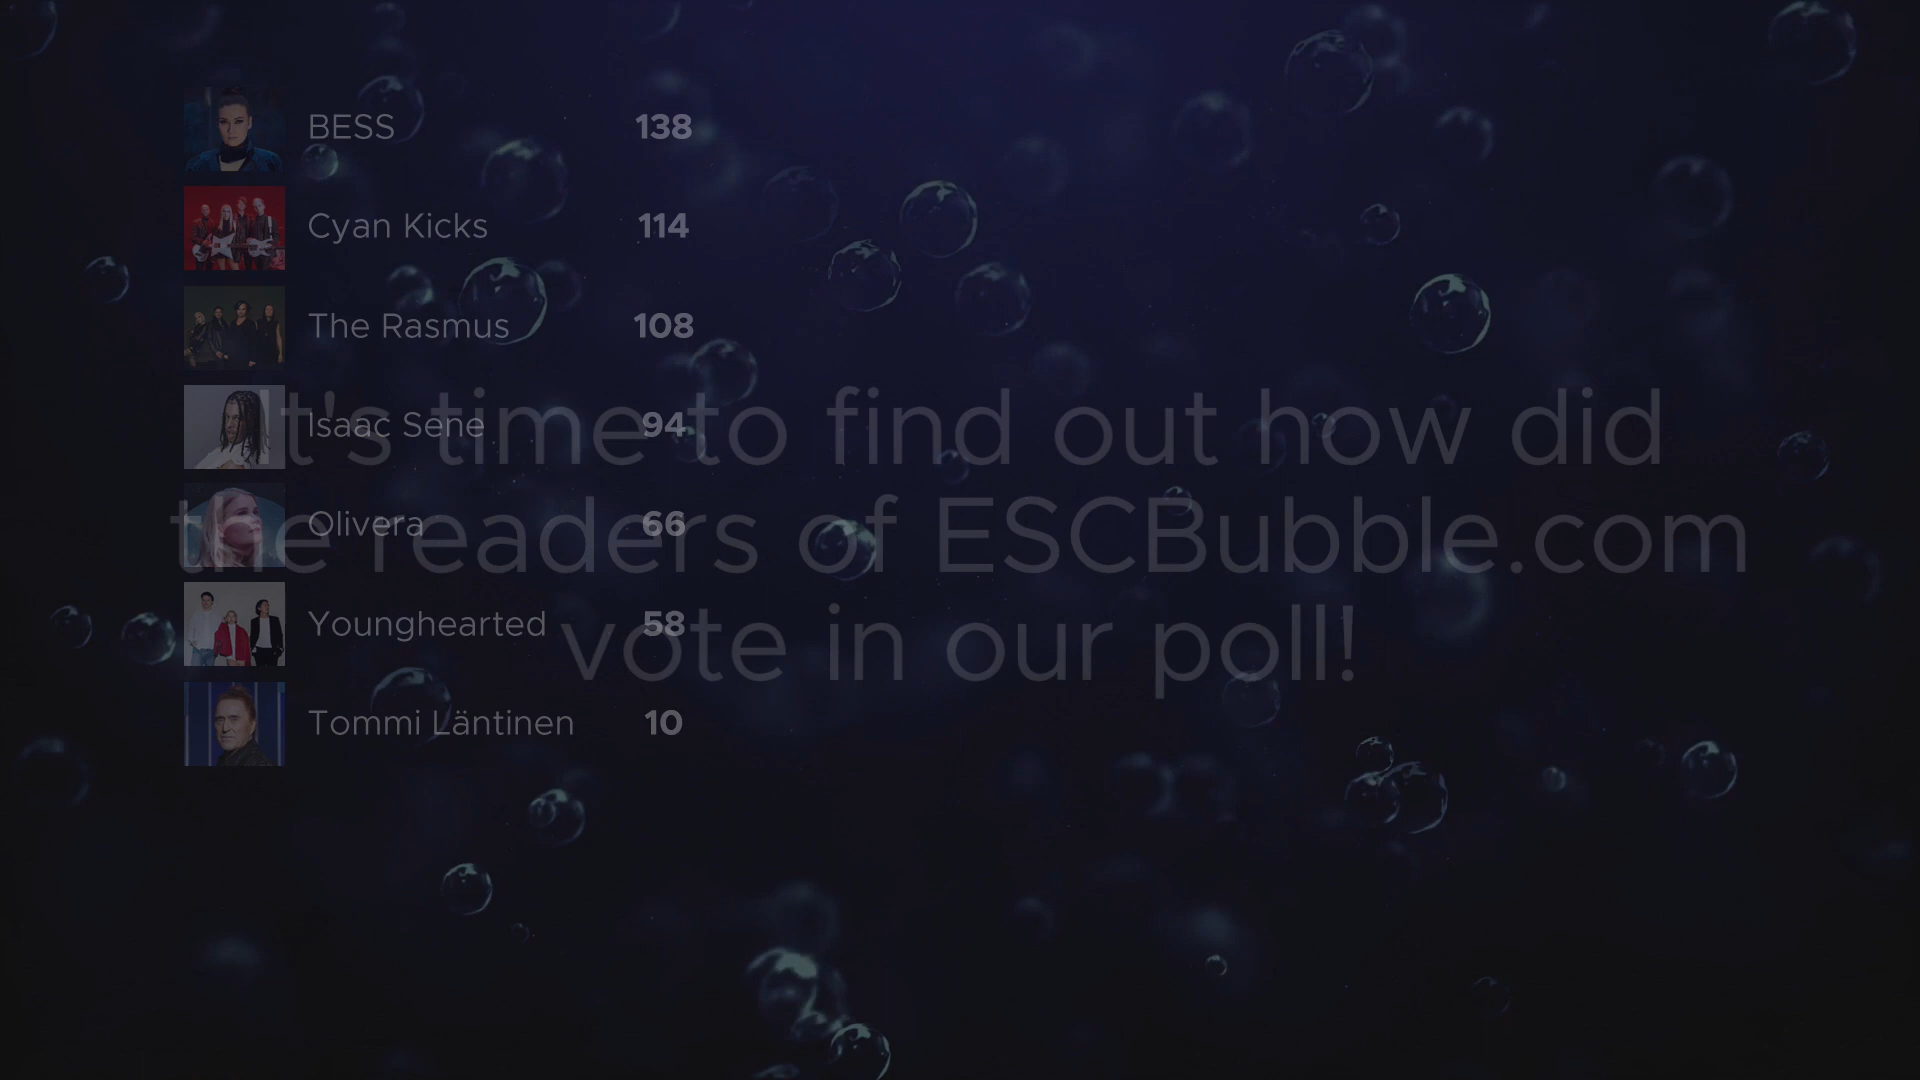 BESS 138
Cyan Kicks 114
The Rasmus 108
Isaac Sene 94
Olivera 66
Younghearted 58
Tommi Läntinen 10
It's time to find out how did
the readers of ESCBubble.com
vote in our poll!